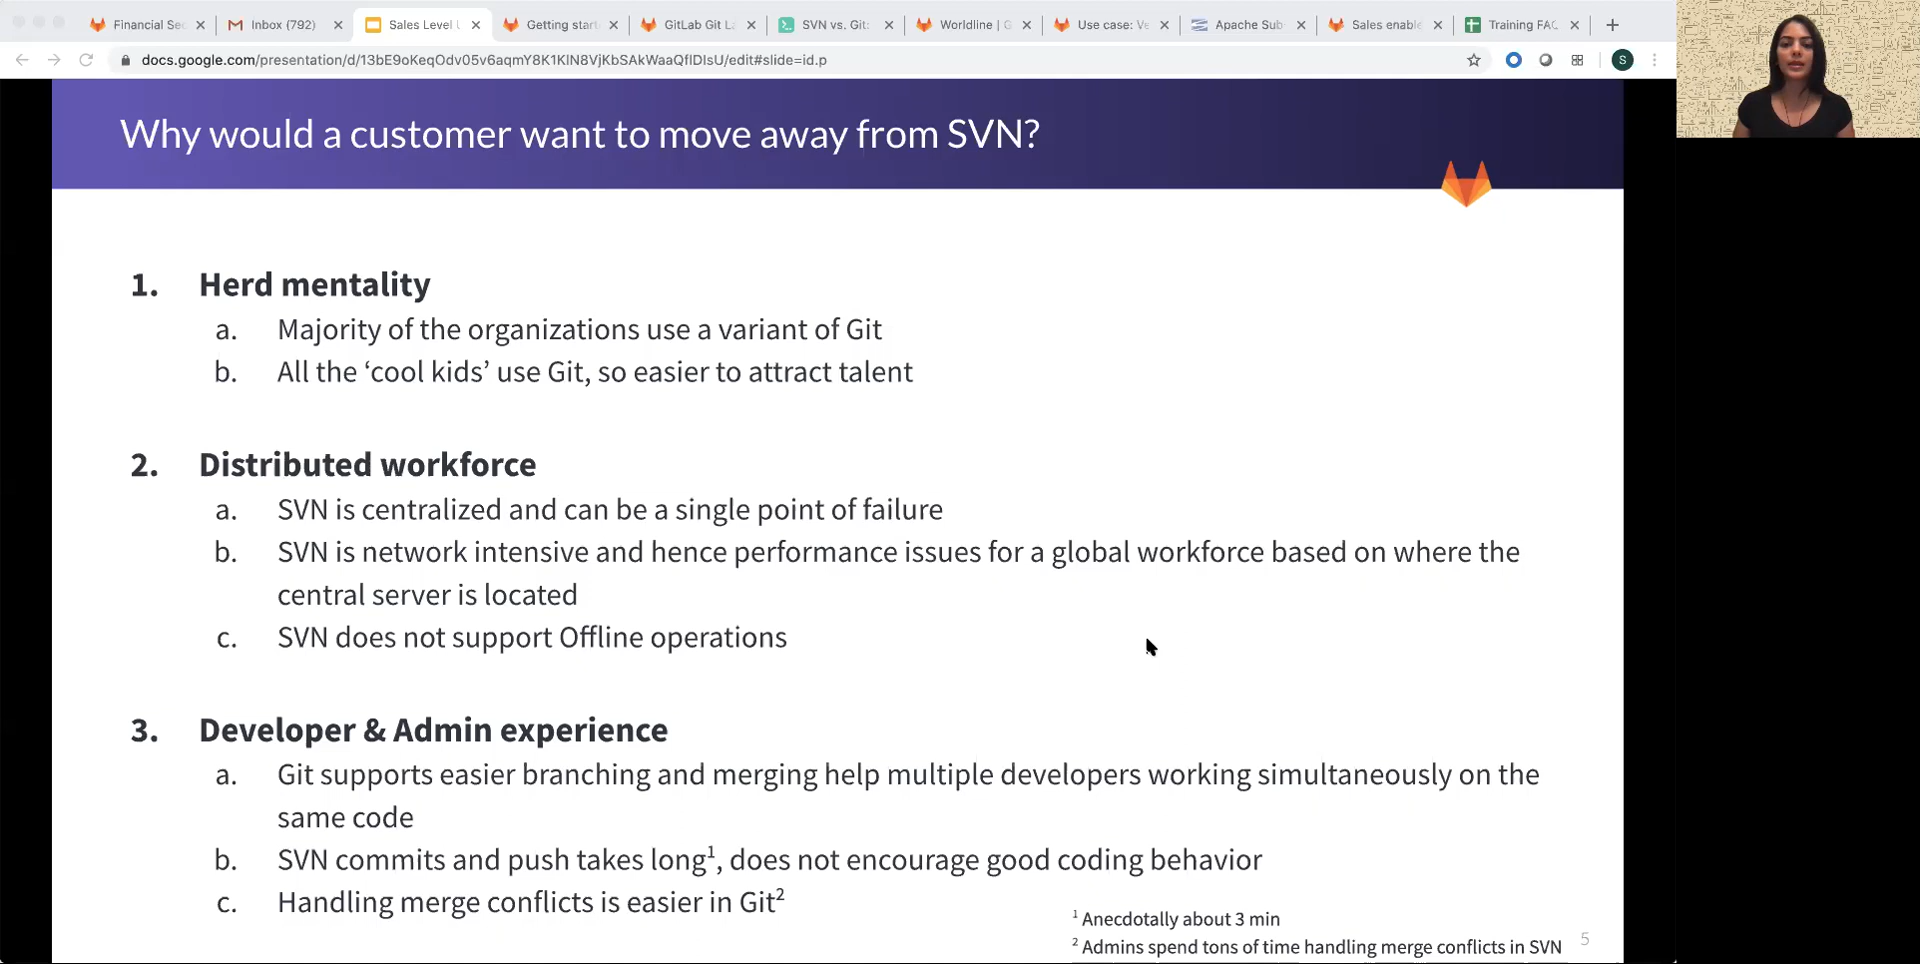 Financial Sec
Inbox (792)
Sales Level
Getting start
GitLab Git L
SVN vs. Git:
Worldline | G
Use case: Ve
Apache Sub
Sales enable
Training FAC
docs.google.com/presentation/d/13bE9oKeqOdv05v6aqmY8K1KlN8VjKbSAkWaaQflDIsU/edit#slide=id.p
S
Why would a customer want to move away from SVN?
1. Herd mentality
a. Majority of the organizations use a variant of Git
b. All the ‘cool kids’ use Git, so easier to attract talent
2. Distributed workforce
a. SVN is centralized and can be a single point of failure
b. SVN is network intensive and hence performance issues for a global workforce based on where the
central server is located
c. SVN does not support Offline operations
3. Developer & Admin experience
a. Git supports easier branching and merging help multiple developers working simultaneously on the
same code
b. SVN commits and push takes long¹, does not encourage good coding behavior
c. Handling merge conflicts is easier in Git²
¹ Anecdotally about 3 min
² Admins spend tons of time handling merge conflicts in SVN
5